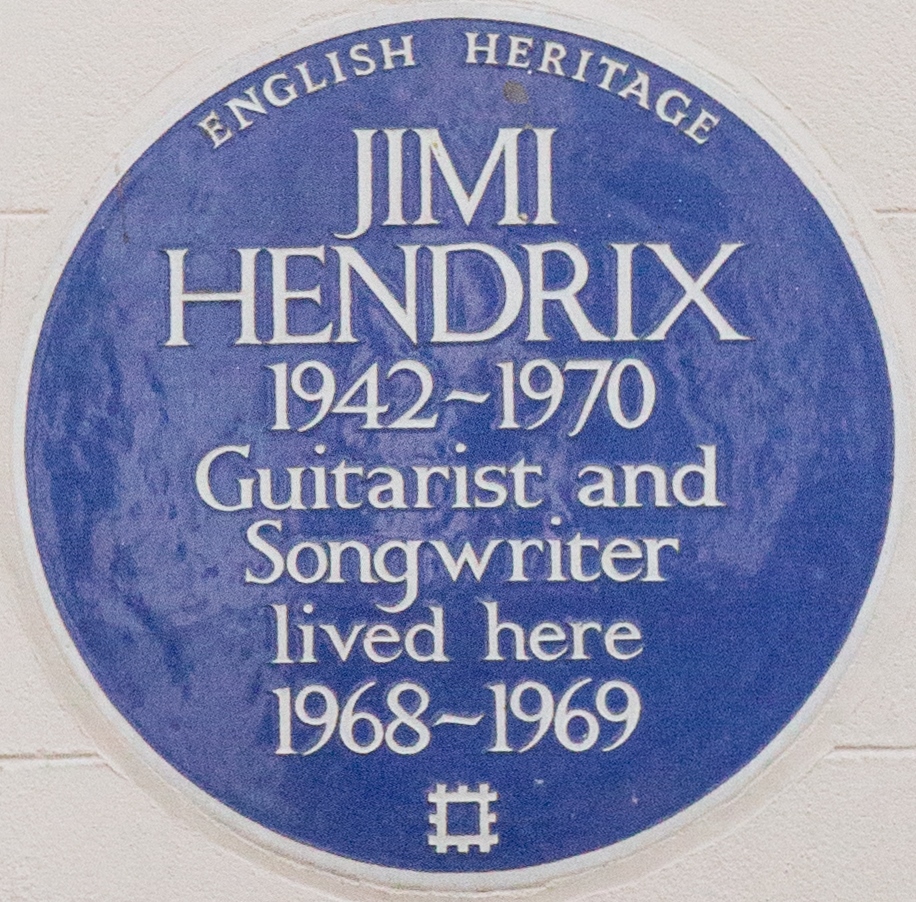 ENGLISH HERITAGE
JIMI
HENDRIX
1942~1970
Guitarist and
Songwriter
lived here
1968~1969